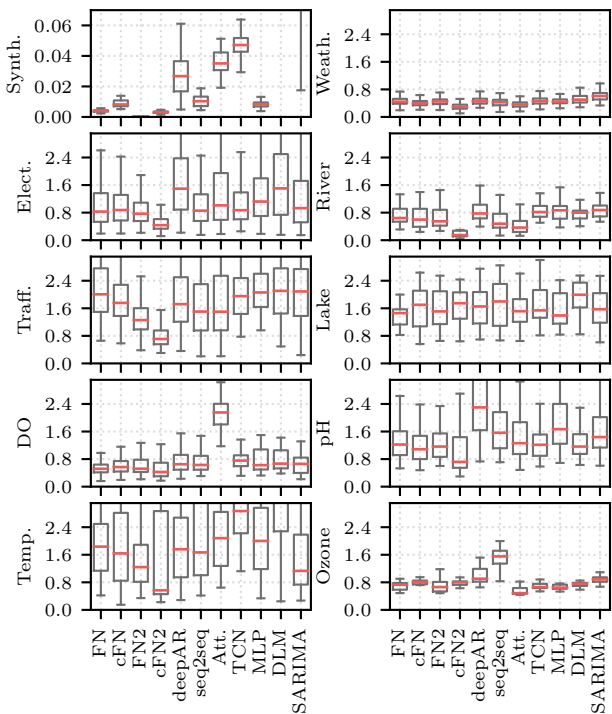 Synth.
0.06
0.04
0.02
0.00
Weath.
2.4
1.6
0.8
0.0
Elect.
2.4
1.6
0.8
0.0
River
2.4
1.6
0.8
0.0
Traff.
2.4
1.6
0.8
0.0
Lake
2.4
1.6
0.8
0.0
DO
2.4
1.6
0.8
0.0
pH
2.4
1.6
0.8
0.0
Temp.
2.4
1.6
0.8
0.0
Ozone
2.4
1.6
0.8
0.0
FN
cFN
FN2
cFN2
deepAR
seq2seq
Att.
TCN
MLP
DLM
SARIMA
FN
cFN
FN2
cFN2
deepAR
seq2seq
Att.
TCN
MLP
DLM
SARIMA